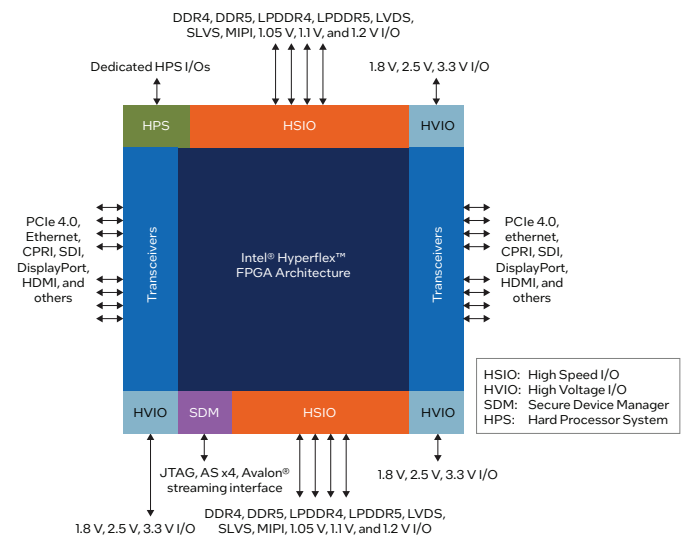 DDR4, DDR5, LPDDR4, LPDDR5, LVDS,
SLVS, MIPI, 1.05 V, 1.1 V, and 1.2 V I/O
Dedicated HPS I/Os
1.8 V, 2.5 V, 3.3 V I/O
HPS
HSIO
HVIO
PCIe 4.0,
Ethernet,
CPRI, SDI,
DisplayPort,
HDMI, and
others
Transceivers
Intel® Hyperflex™
FPGA Architecture
Transceivers
PCIe 4.0,
ethernet,
CPRI, SDI,
DisplayPort,
HDMI, and
others
HSIO: High Speed I/O
HVIO: High Voltage I/O
SDM: Secure Device Manager
HPS: Hard Processor System
HVIO
SDM
HSIO
HVIO
JTAG, AS x4, Avalon®
streaming interface
1.8 V, 2.5 V, 3.3 V I/O
DDR4, DDR5, LPDDR4, LPDDR5, LVDS,
SLVS, MIPI, 1.05 V, 1.1 V, and 1.2 V I/O
1.8 V, 2.5 V, 3.3 V I/O